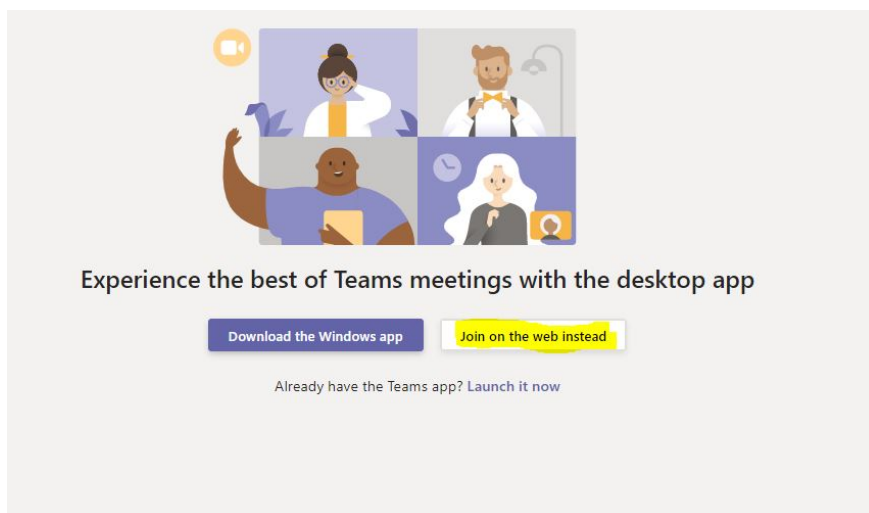 Experience the best of Teams meetings with the desktop app
Download the Windows app
Join on the web instead
Already have the Teams app? Launch it now